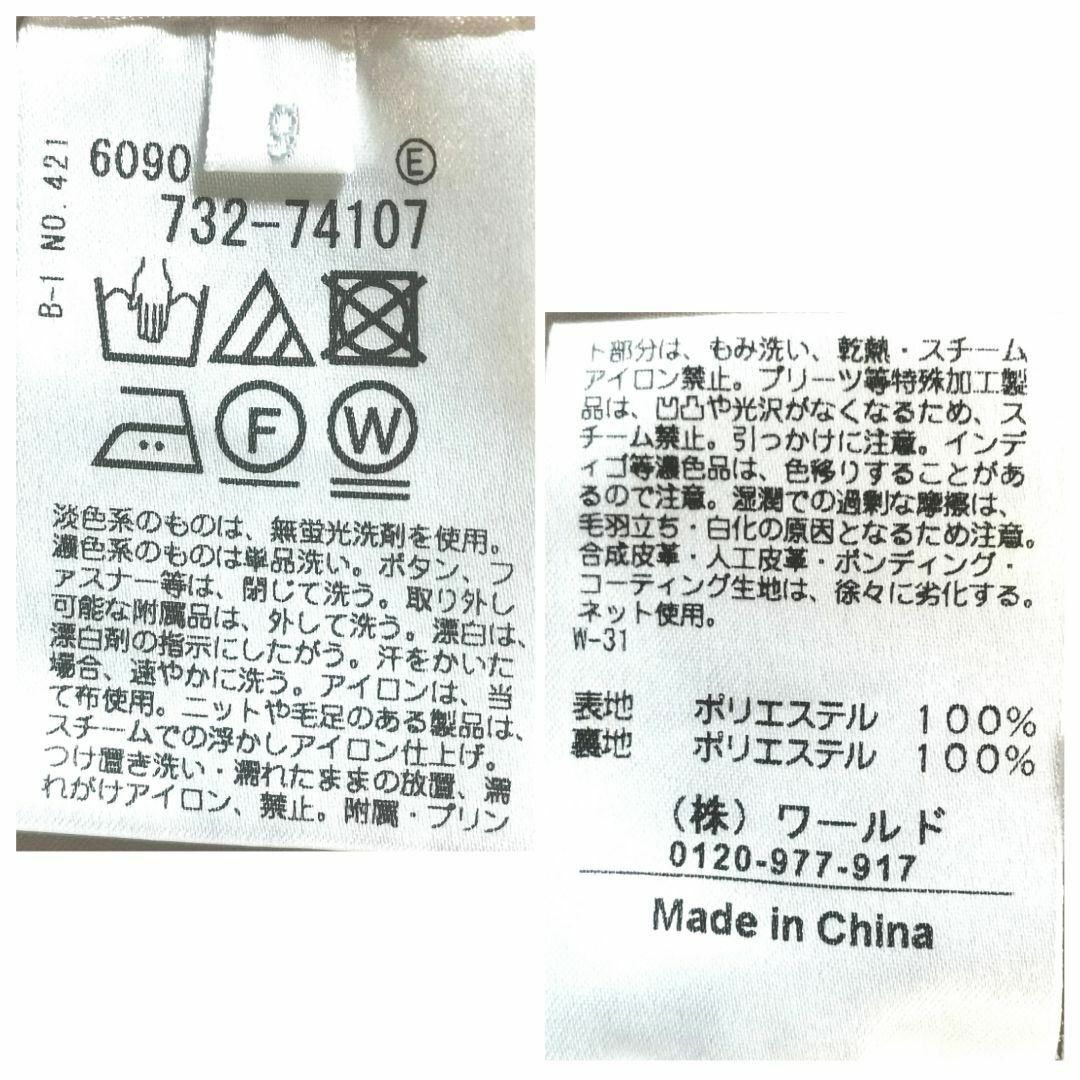 9
B-1 NO. 421
6090
E
732-74107
F
W
淡色系のものは、無蛍光洗剤を使用。
濃色系のものは単品洗い。ボタン、フ
ァスナー等は、閉じて洗う。取り外し
可能な附属品は、外して洗う。漂白は、
漂白剤の指示にしたがう。汗をかいた
場合、速やかに洗う。アイロンは、当
て布使用。ニットや毛足のある製品は、
スチームでの浮かしアイロン仕上げ。
つけ置き洗い・濡れたままの放置、濡
れがけアイロン、禁止。附属・プリン
ト部分は、もみ洗い、乾熱・スチーム
アイロン禁止。プリーツ等特殊加工製
品は、凹凸や光沢がなくなるため、ス
チーム禁止。引っかけに注意。インデ
ィゴ等濃色品は、色移りすることがあ
るので注意。湿潤での過剰な摩擦は、
毛羽立ち・白化の原因となるため注意。
合成皮革・人工皮革・ボンディング・
コーティング生地は、徐々に劣化する。
ネット使用。
W-31
表地 ポリエステル 100%
裏地 ポリエステル 100%
(株)ワールド
0120-977-917
Made in China